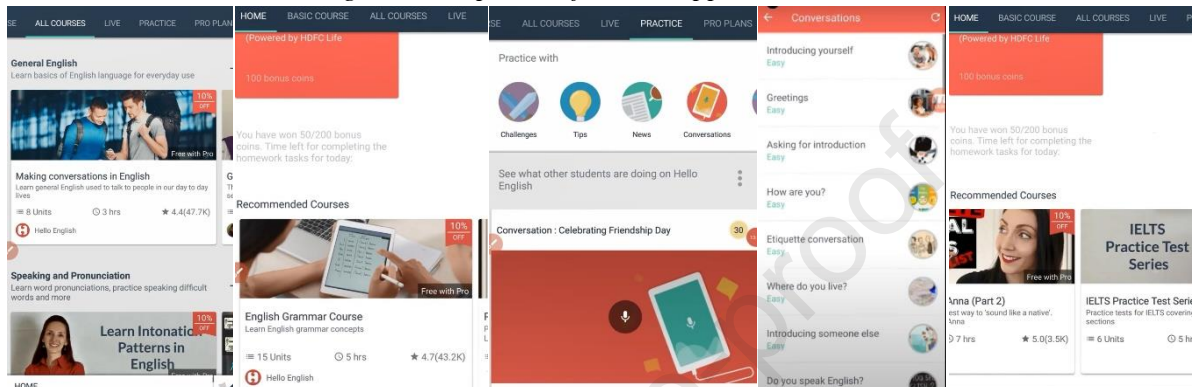 SE ALL COURSES LIVE PRACTICE PRO PLAN
General English
Learn basics of English language for everyday use
10%
OFF
Free with Pro
Making conversations in English
Learn general English used to talk to people in our day to day
lives
8 Units 3 hrs 4.4(47.7K)
Hello English
Speaking and Pronunciation
Learn word pronunciations, practice speaking difficult
words and more
10%
OFF
Learn Intonation
Patterns in
English
HOME
HOME BASIC COURSE ALL COURSES LIVE
(Powered by HDFC Life
100 bonus coins
You have won 50/200 bonus
coins. Time left for completing the
homework tasks for today:
Recommended Courses
10%
OFF
Free with Pro
English Grammar Course
Learn English grammar concepts
15 Units 5 hrs 4.7(43.2K)
Hello English
SE ALL COURSES LIVE PRACTICE PRO PLANS
Practice with
Challenges Tips News Conversations
See what other students are doing on Hello
English
Conversation : Celebrating Friendship Day 30
Conversations
Introducing yourself
Easy
Greetings
Easy
Asking for introduction
Easy
How are you?
Easy
Etiquette conversation
Easy
Where do you live?
Easy
Introducing someone else
Easy
Do you speak English?
HOME BASIC COURSE ALL COURSES LIVE P
(Powered by HDFC Life
100 bonus coins
You have won 50/200 bonus
coins. Time left for completing the
homework tasks for today:
Recommended Courses
10%
OFF
Free with Pro
IELTS
Practice Test
Series
Anna (Part 2)
est way to 'sound like a native'.
Anna
7 hrs 5.0(3.5K)
IELTS Practice Test Serie
Practice tests for IELTS covering
sections
6 Units 5 h
proof